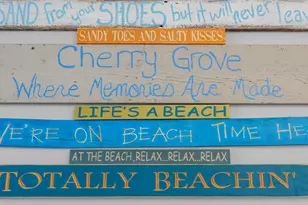 SAND from your SHOES but it will never leav
SANDY TOES AND SALTY KISSES
Cherry Grove
Where Memories Are Made
LIFE'S A BEACH
WE'RE ON BEACH TIME HE
AT THE BEACH, RELAX...RELAX...RELAX
TOTALLY BEACHIN'